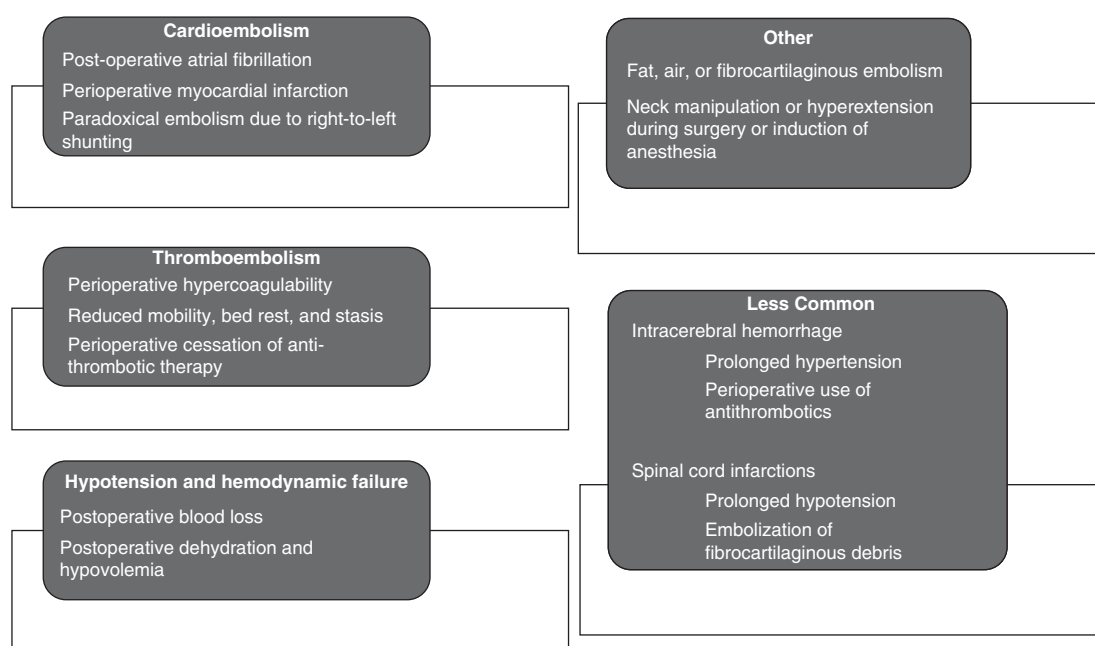 Cardioembolism
Post-operative atrial fibrillation
Perioperative myocardial infarction
Paradoxical embolism due to right-to-left
shunting
Thromboembolism
Perioperative hypercoagulability
Reduced mobility, bed rest, and stasis
Perioperative cessation of anti-
thrombotic therapy
Hypotension and hemodynamic failure
Postoperative blood loss
Postoperative dehydration and
hypovolemia
Other
Fat, air, or fibrocartilaginous embolism
Neck manipulation or hyperextension
during surgery or induction of
anesthesia
Less Common
Intracerebral hemorrhage
Prolonged hypertension
Perioperative use of
antithrombotics
Spinal cord infarctions
Prolonged hypotension
Embolization of
fibrocartilaginous debris